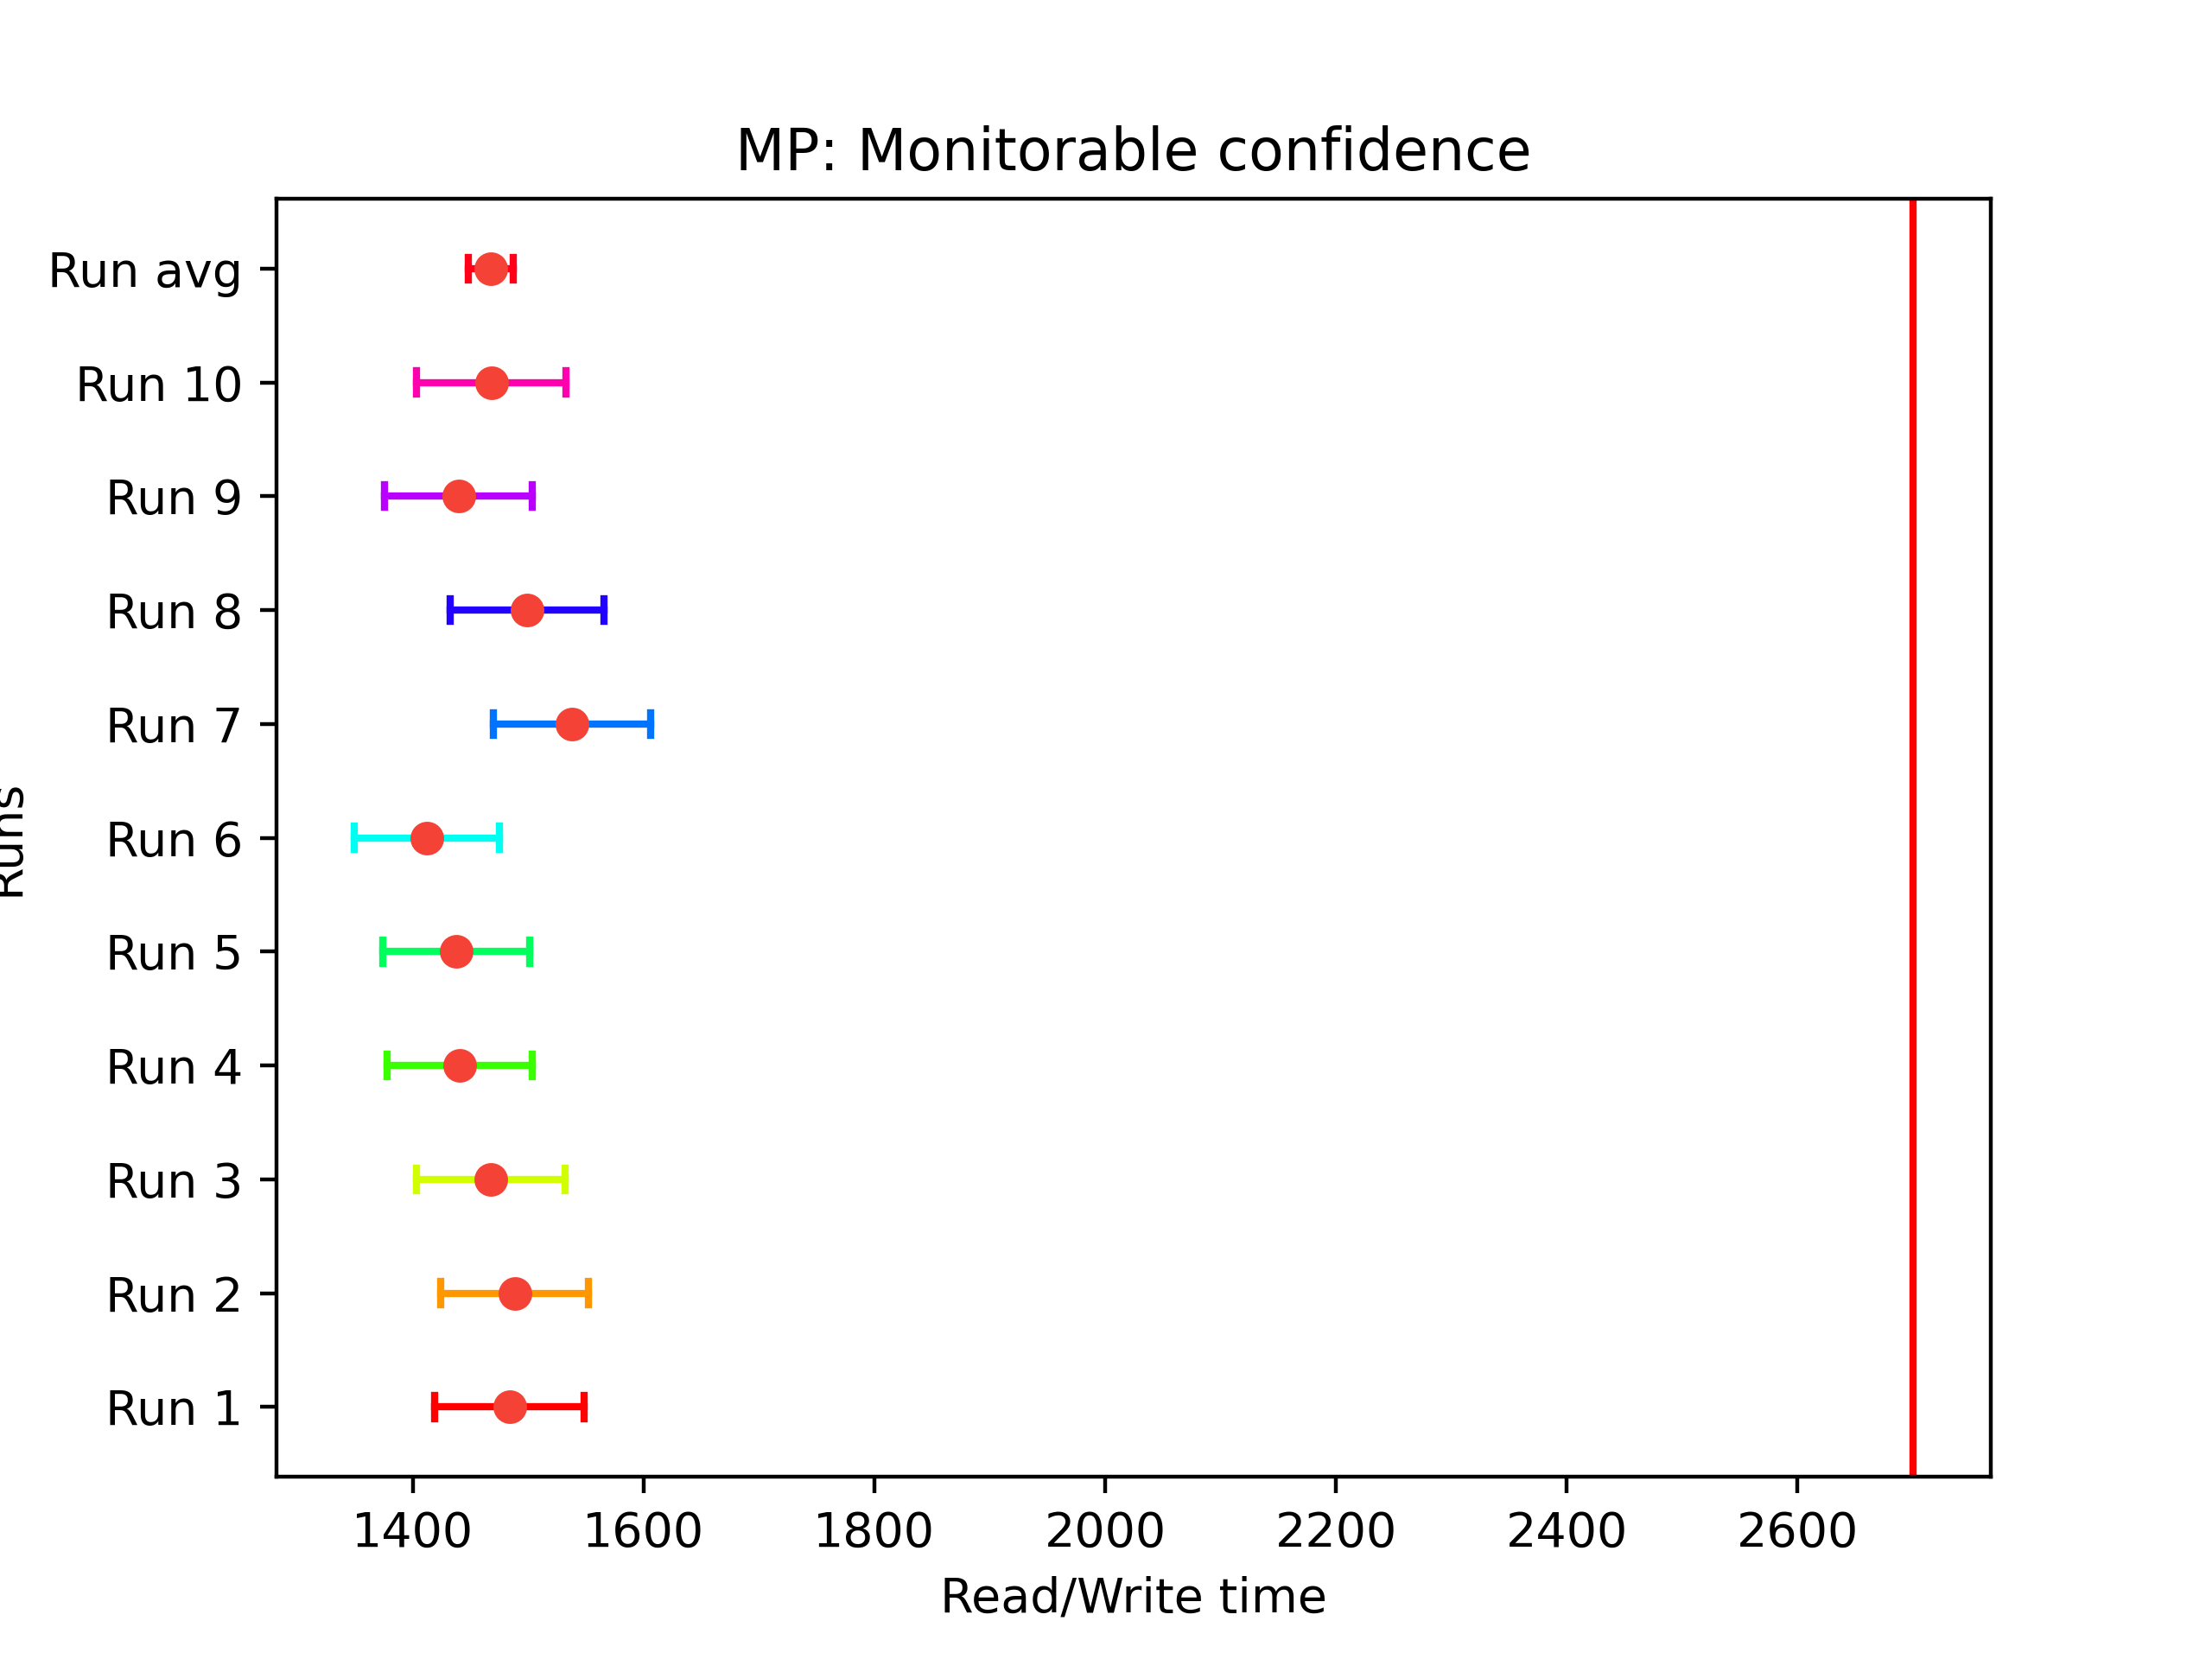 MP: Monitorable confidence
Run avg
Run 10
Run 9
Run 8
Run 7
Run 6
Run 5
Run 4
Run 3
Run 2
Run 1
Runs
1400 1600 1800 2000 2200 2400 2600
Read/Write time